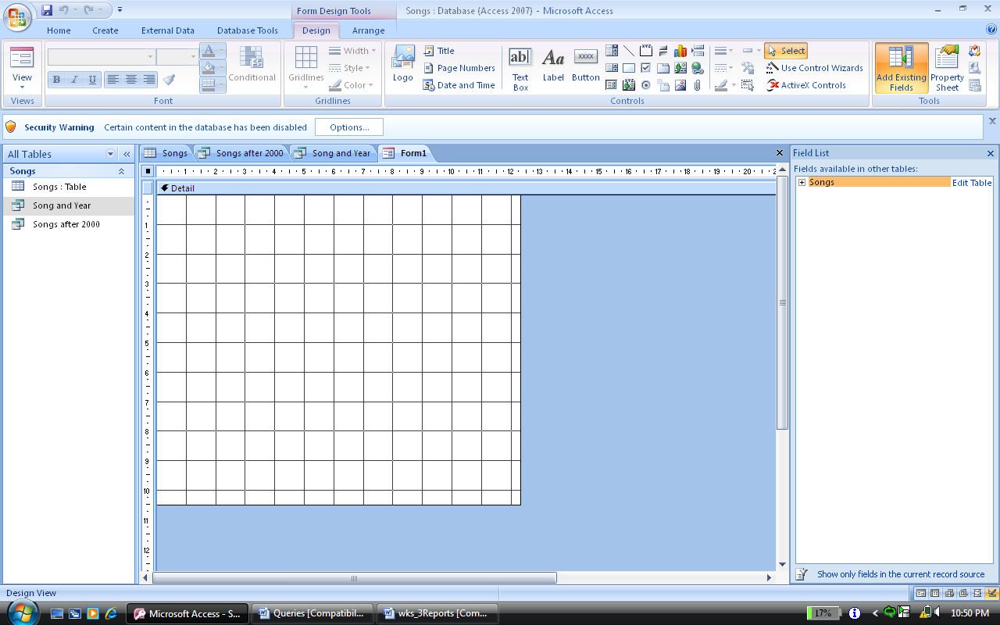 Form Design Tools
Songs : Database (Access 2007) - Microsoft Access
Home Create External Data Database Tools Design Arrange
View
Views
B I U
Conditional
Font
Gridlines
Width
Style
Color
Gridlines
Logo
Title
Page Numbers
Date and Time
ab|
Text Box
Aa
Label
XXXX
Button
Select
Use Control Wizards
ActiveX Controls
Controls
Add Existing Fields
Property Sheet
Tools
Security Warning Certain content in the database has been disabled Options...
All Tables
Songs
Songs : Table
Song and Year
Songs after 2000
Songs Songs after 2000 Song and Year Form1
1 2 3 4 5 6 7 8 9 10 11 12 13 14 15 16 17 18 19 20
Detail
1
2
3
4
5
6
7
8
9
10
11
12
Field List
Fields available in other tables:
Songs Edit Table
Show only fields in the current record source
Design View
Microsoft Access - S... Queries [Compatibil... wks_3Reports [Com... 17% 10:50 PM